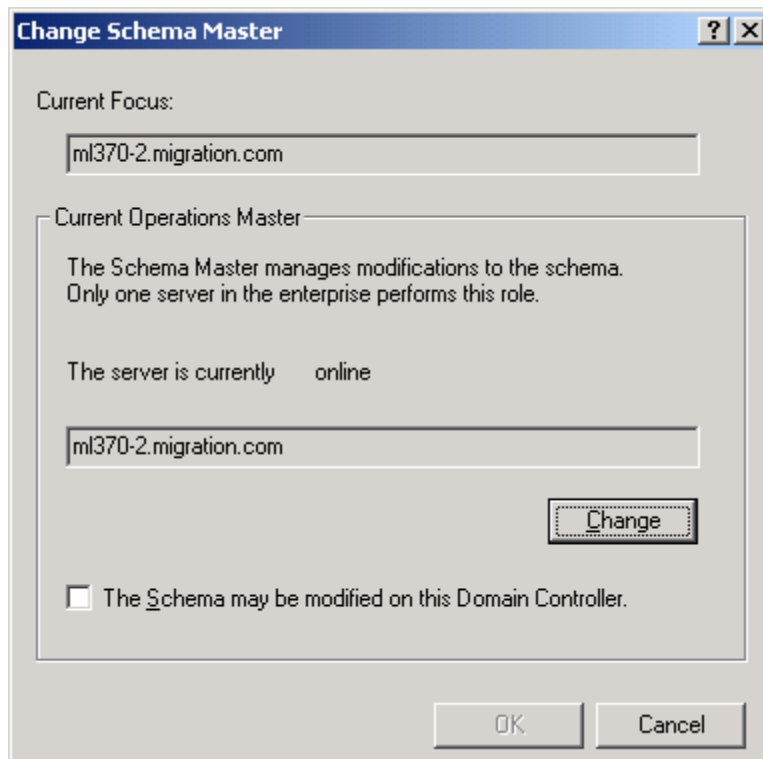 Change Schema Master
Current Focus:
ml370-2.migration.com
Current Operations Master
The Schema Master manages modifications to the schema.
Only one server in the enterprise performs this role.
The server is currently online
ml370-2.migration.com
Change
The Schema may be modified on this Domain Controller.
OK
Cancel